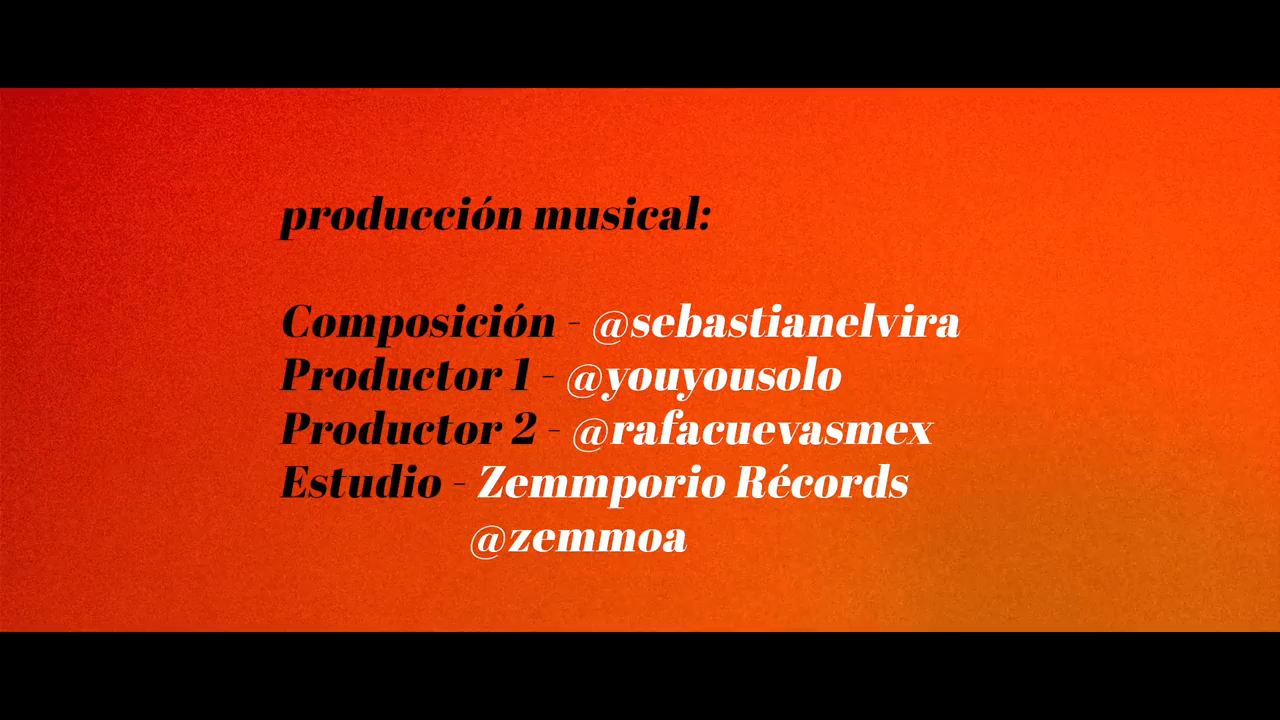 producción musical:
Composición - @sebastianelvira
Productor 1 - @youyousolo
Productor 2 - @rafacuevasmex
Estudio - Zemmporio Récords
@zemmoa